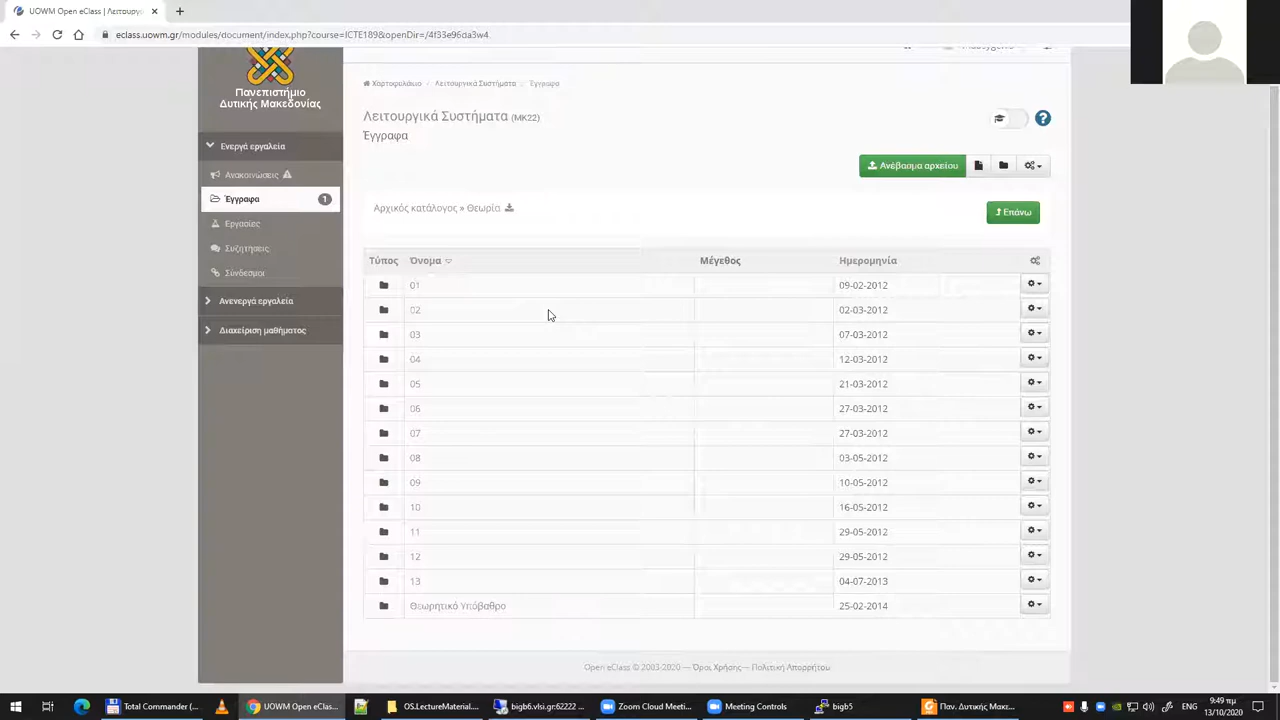 UOWM Open eClass | Λειτουργι
eclass.uowm.gr/modules/document/index.php?course=ICTE189&openDir=/4f33e96da3w4
Πανεπιστήμιο
Δυτικής Μακεδονίας
Ενεργά εργαλεία
Ανακοινώσεις
Έγγραφα 1
Εργασίες
Συζητήσεις
Σύνδεσμοι
Ανενεργά εργαλεία
Διαχείριση μαθήματος
Χαρτοφυλάκιο / Λειτουργικά Συστήματα / Έγγραφα
Λειτουργικά Συστήματα (MK22)
Έγγραφα
Ανέβασμα αρχείου
Αρχικός κατάλογος » Θεωρία
Επάνω
Τύπος Όνομα Μέγεθος Ημερομηνία
01 09-02-2012
02 02-03-2012
03 07-03-2012
04 12-03-2012
05 21-03-2012
06 27-03-2012
07 27-03-2012
08 03-05-2012
09 10-05-2012
10 16-05-2012
11 29-05-2012
12 29-05-2012
13 04-07-2013
Θεωρητικό Υπόβαθρο 25-02-2014
Open eClass © 2003-2020 — Όροι Χρήσης — Πολιτική Απορρήτου
Total Commander (... UOWM Open eClas... OS.LectureMaterial,... big6.vlsi.gr:62222 ... Zoom Cloud Meeti... Meeting Controls big5 Παν. Δυτικής Μακε... ENG 9:49 πμ
13/10/2020